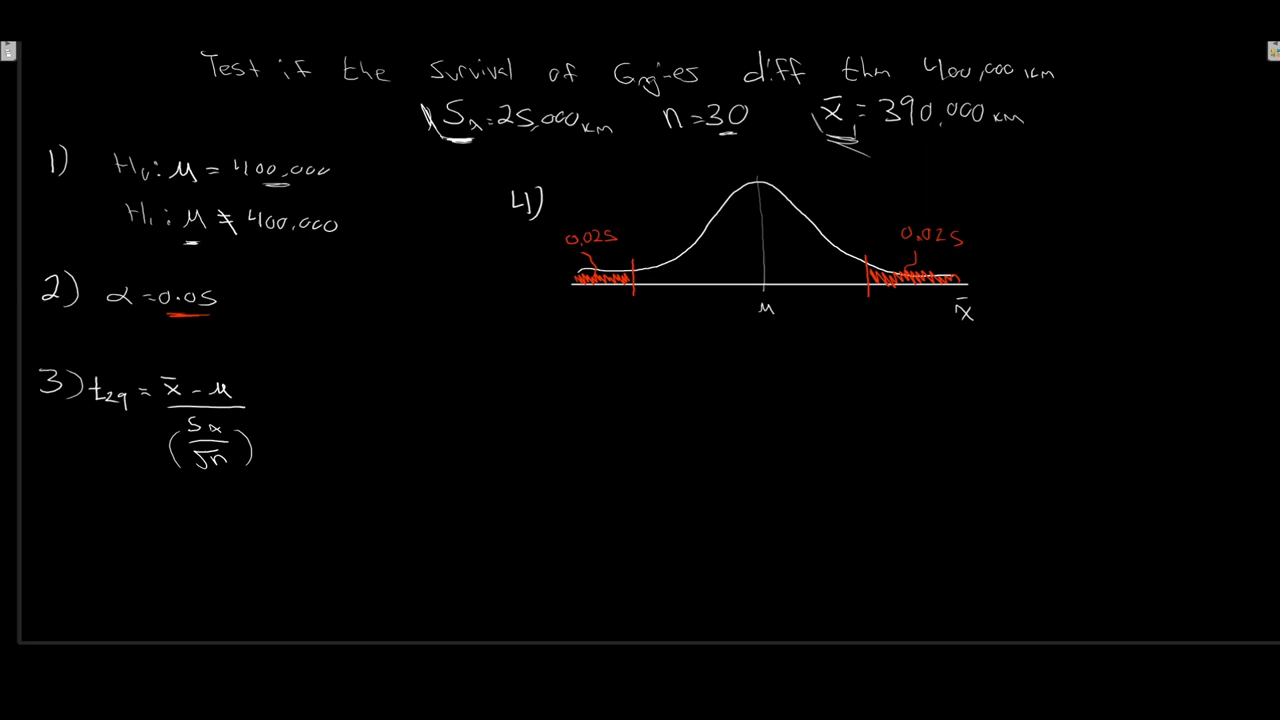 Test if the survival of Engines diff than 400,000 km
Sx = 25,000 km n = 30 x̄ = 390,000 km
1) H₀: μ = 400,000
H₁: μ ≠ 400,000
2) α = 0.05
3) t₂₉ = x̄ - μ
(Sx
√n)
4)
0.025 0.025
μ x̄